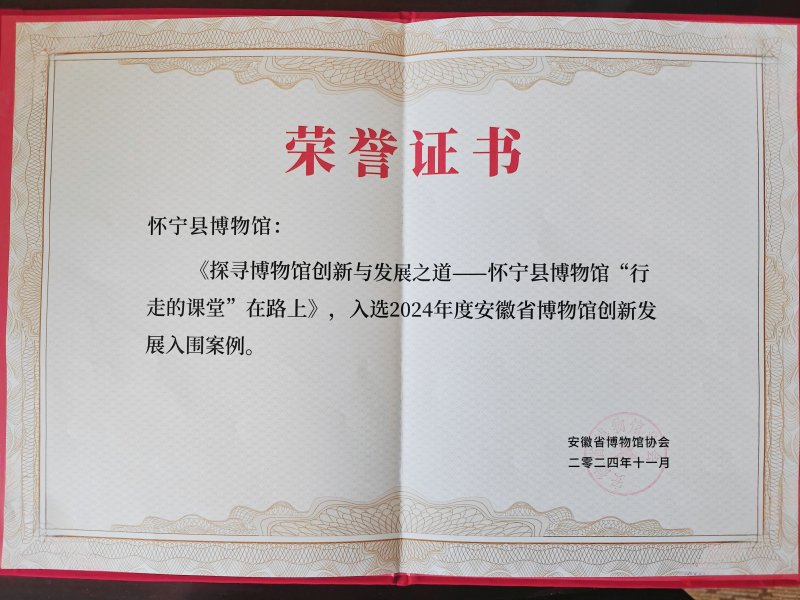 荣誉证书
怀宁县博物馆：
《探寻博物馆创新与发展之道——怀宁县博物馆“行
走的课堂”在路上》，入选2024年度安徽省博物馆创新发
展入围案例。
安徽省博物馆协会
二零二四年十一月